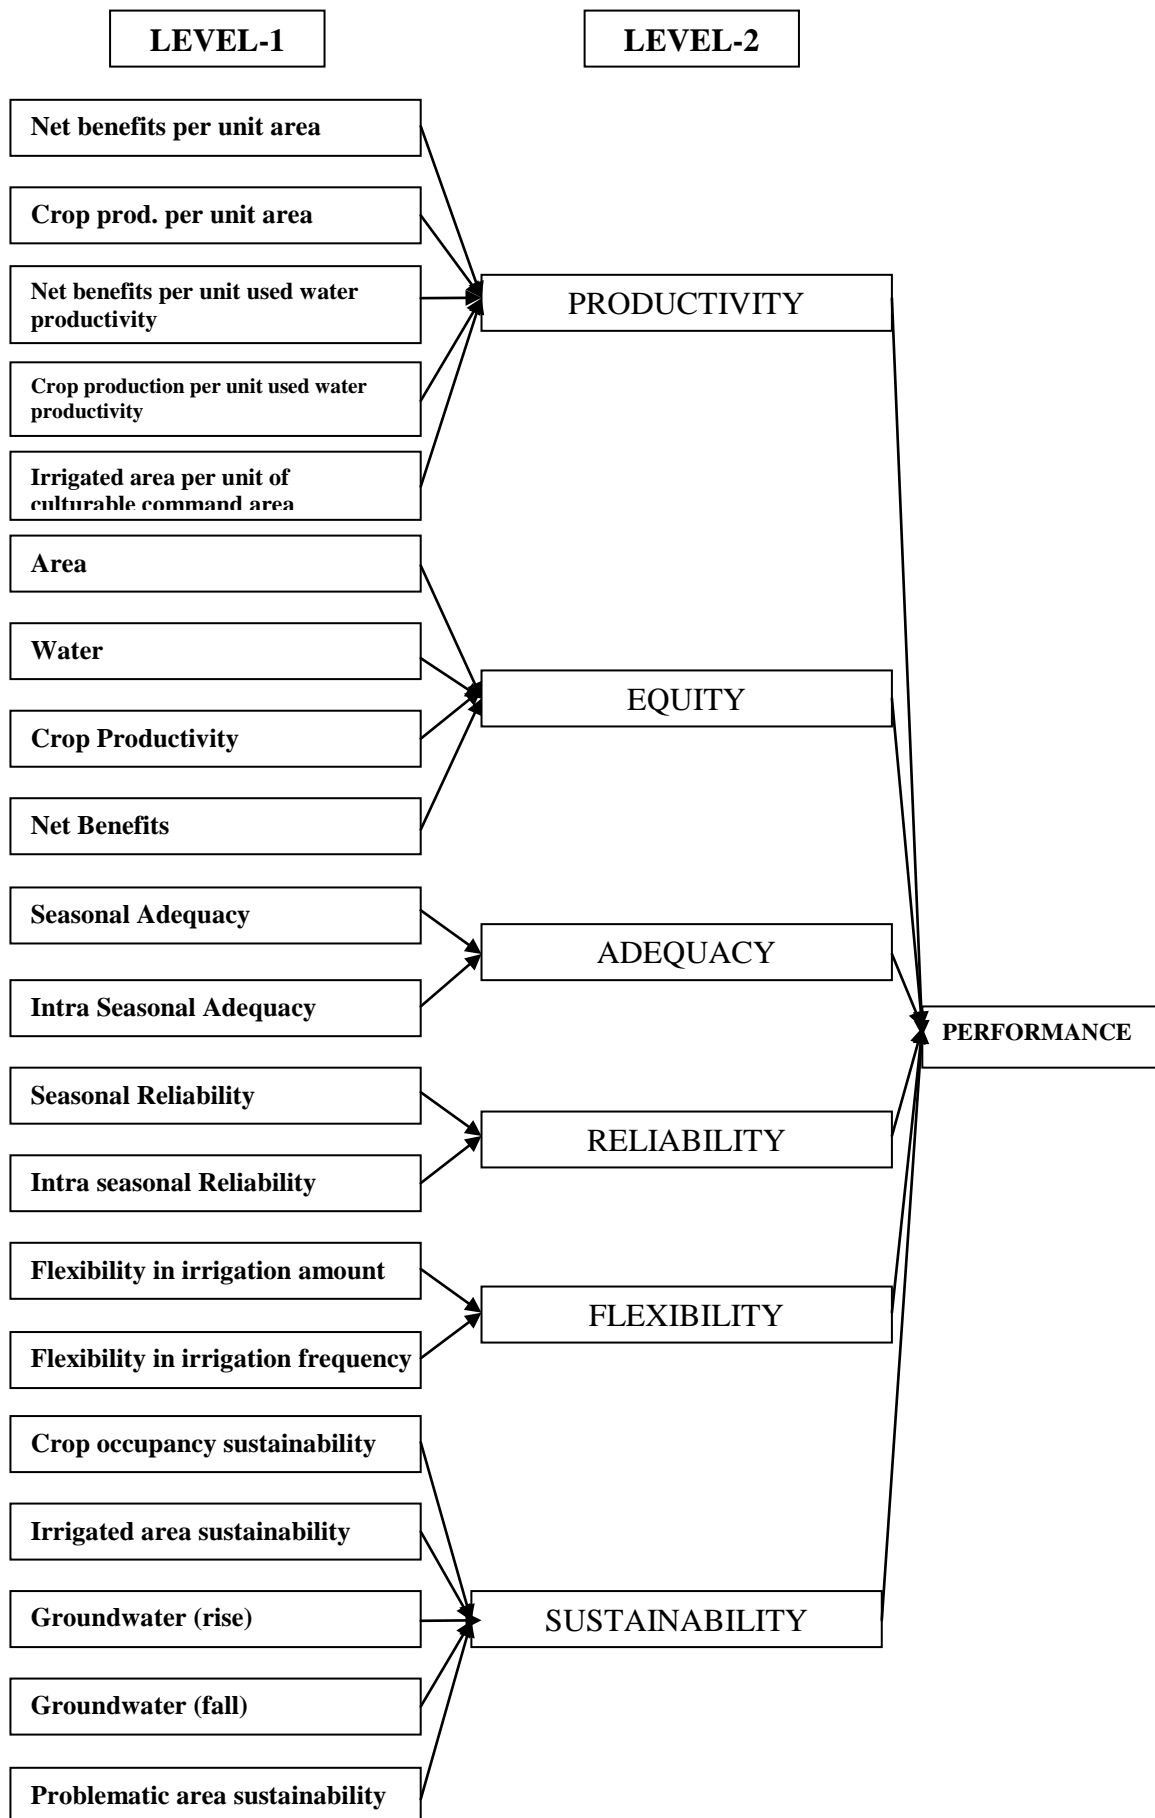 LEVEL-1
LEVEL-2
Net benefits per unit area
Crop prod. per unit area
Net benefits per unit used water
productivity
Crop production per unit used water
productivity
Irrigated area per unit of
culturable command area
PRODUCTIVITY
Area
Water
Crop Productivity
Net Benefits
EQUITY
Seasonal Adequacy
Intra Seasonal Adequacy
ADEQUACY
Seasonal Reliability
Intra seasonal Reliability
RELIABILITY
Flexibility in irrigation amount
Flexibility in irrigation frequency
FLEXIBILITY
Crop occupancy sustainability
Irrigated area sustainability
Groundwater (rise)
Groundwater (fall)
Problematic area sustainability
SUSTAINABILITY
PERFORMANCE